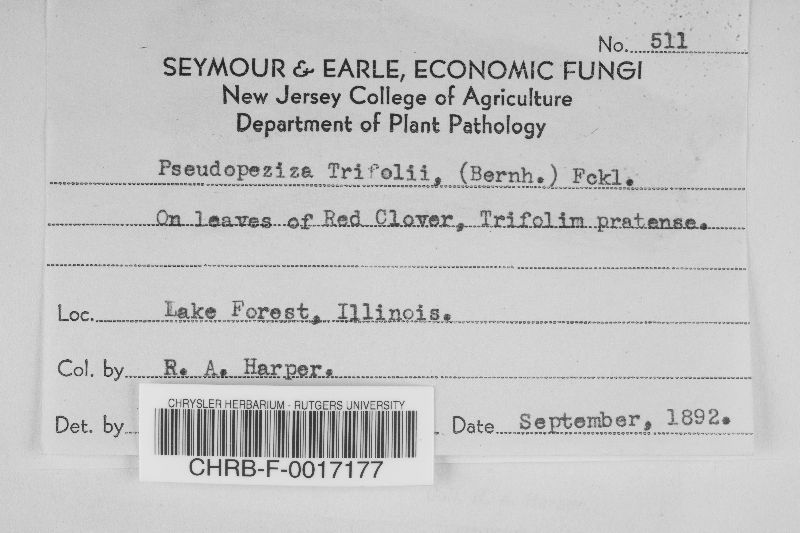 No. 511
SEYMOUR & EARLE, ECONOMIC FUNGI
New Jersey College of Agriculture
Department of Plant Pathology
Pseudopeziza Trifolii, (Bernh.) Fckl.
On leaves of Red Clover, Trifolim pratense.
Loc. Lake Forest, Illinois.
Col. by R. A. Harper.
Det. by
Date September, 1892.
CHRYSLER HERBARIUM - RUTGERS UNIVERSITY
CHRB-F-0017177